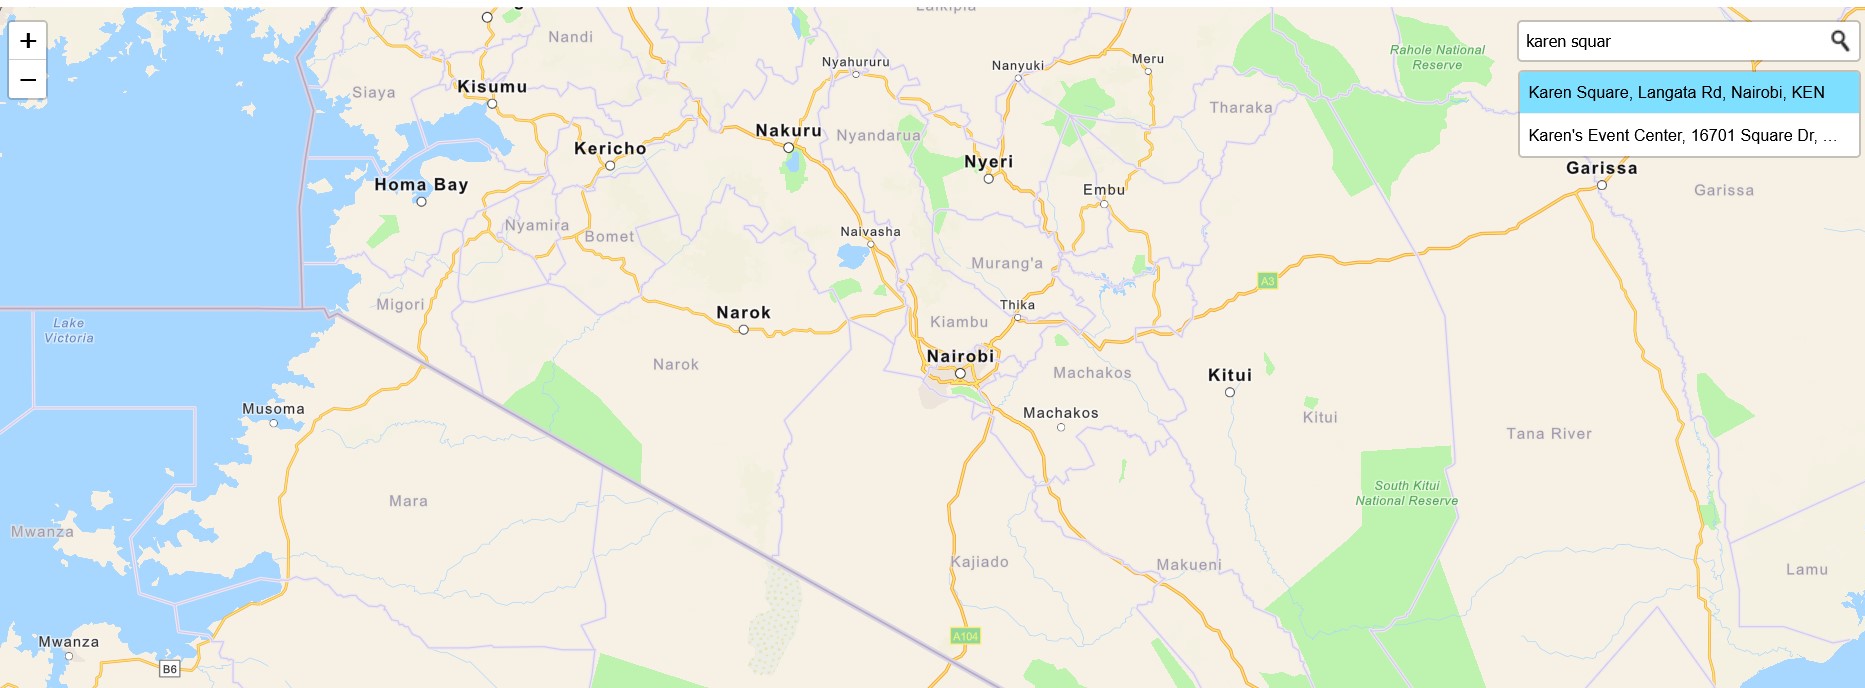 Laikipia
+
−
karen squar
Karen Square, Langata Rd, Nairobi, KEN
Karen's Event Center, 16701 Square Dr, ...
Nandi
Nyahururu
Nanyuki
Meru
Rahole National
Reserve
Siaya
Kisumu
Tharaka
Nakuru
Nyandarua
Kericho
Nyeri
Garissa
Homa Bay
Embu
Garissa
Nyamira
Bomet
Naivasha
Murang'a
A3
Migori
Narok
Thika
Kiambu
Lake
Victoria
Nairobi
Narok
Machakos
Kitui
Musoma
Machakos
Kitui
Tana River
South Kitui
National Reserve
Mara
Mwanza
Kajiado
Makueni
Lamu
A104
Mwanza
B6